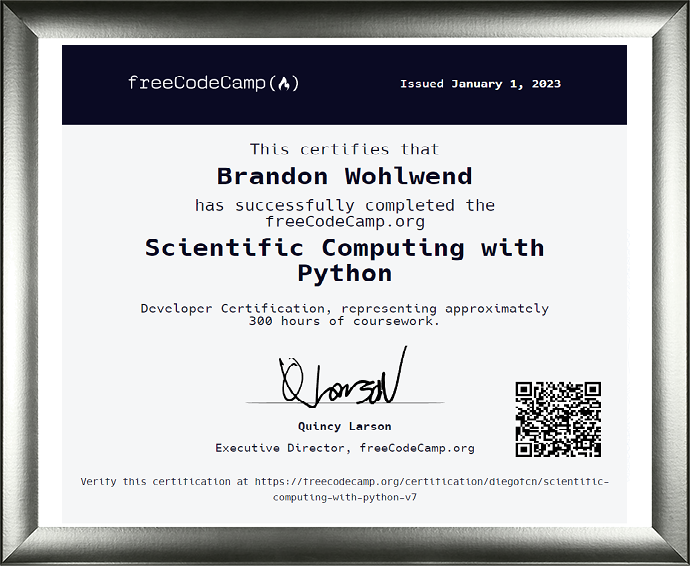 freeCodeCamp(🔥)
Issued January 1, 2023
This certifies that
Brandon Wohlwend
has successfully completed the
freeCodeCamp.org
Scientific Computing with
Python
Developer Certification, representing approximately
300 hours of coursework.
Q Larson
Quincy Larson
Executive Director, freeCodeCamp.org
Verify this certification at https://freecodecamp.org/certification/diegofcn/scientific-
computing-with-python-v7